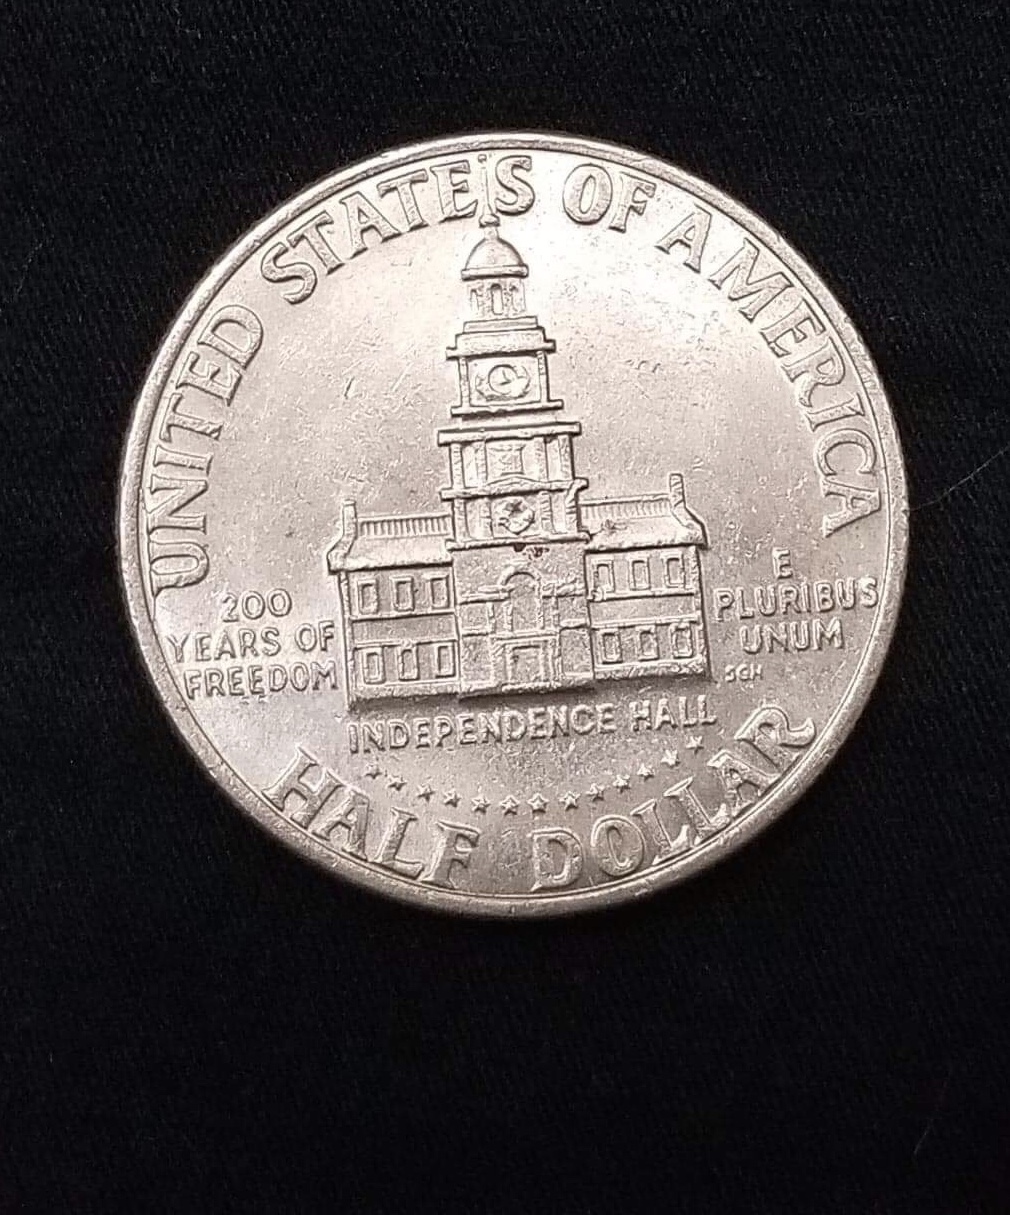 UNITED STATES OF AMERICA
200
YEARS OF
FREEDOM
E
PLURIBUS
UNUM
SGH
INDEPENDENCE HALL
HALF DOLLAR